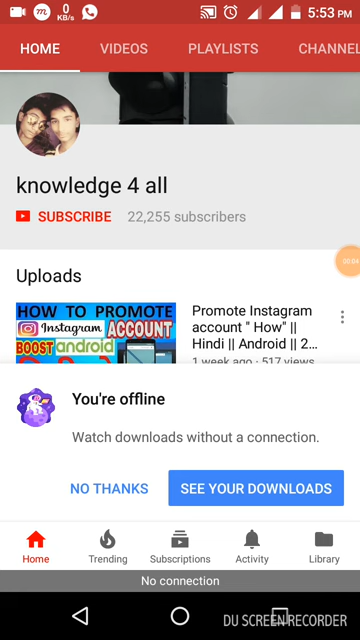 0
KB/s
5:53 PM
HOME
VIDEOS
PLAYLISTS
CHANNEL
knowledge 4 all
SUBSCRIBE
22,255 subscribers
00:04
Uploads
HOW TO PROMOTE
Instagram ACCOUNT
BOOST android
Promote Instagram
account " How" ||
Hindi || Android || 2...
1 week ago · 517 views
You're offline
Watch downloads without a connection.
NO THANKS
SEE YOUR DOWNLOADS
Home
Trending
Subscriptions
Activity
Library
No connection
DU SCREEN RECORDER